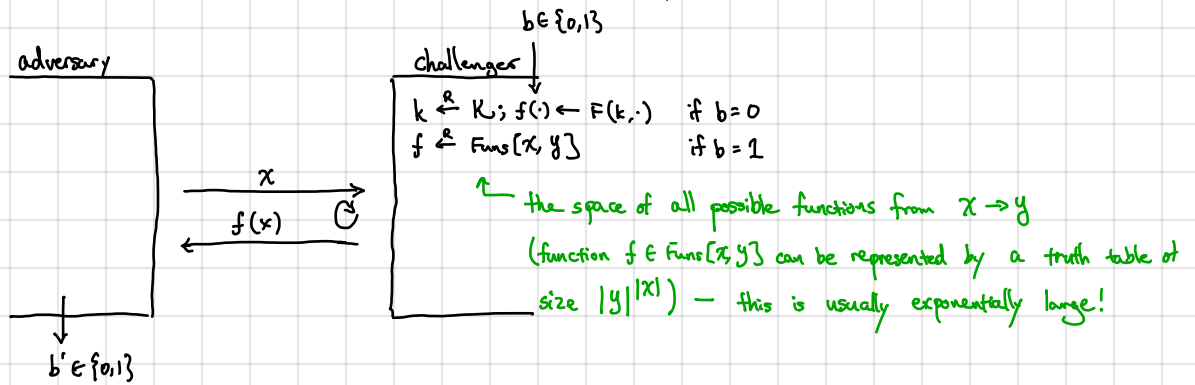 b ∈ {0,1}
adversary
challenger
k ←ᴿ K; f(·) ← F(k,·) if b = 0
f ←ᴿ Funs[X, Y] if b = 1
x
f(x)
the space of all possible functions from X → Y
(function f ∈ Funs[X, Y] can be represented by a truth table of
size |Y|^|X|) — this is usually exponentially large!
b' ∈ {0,1}